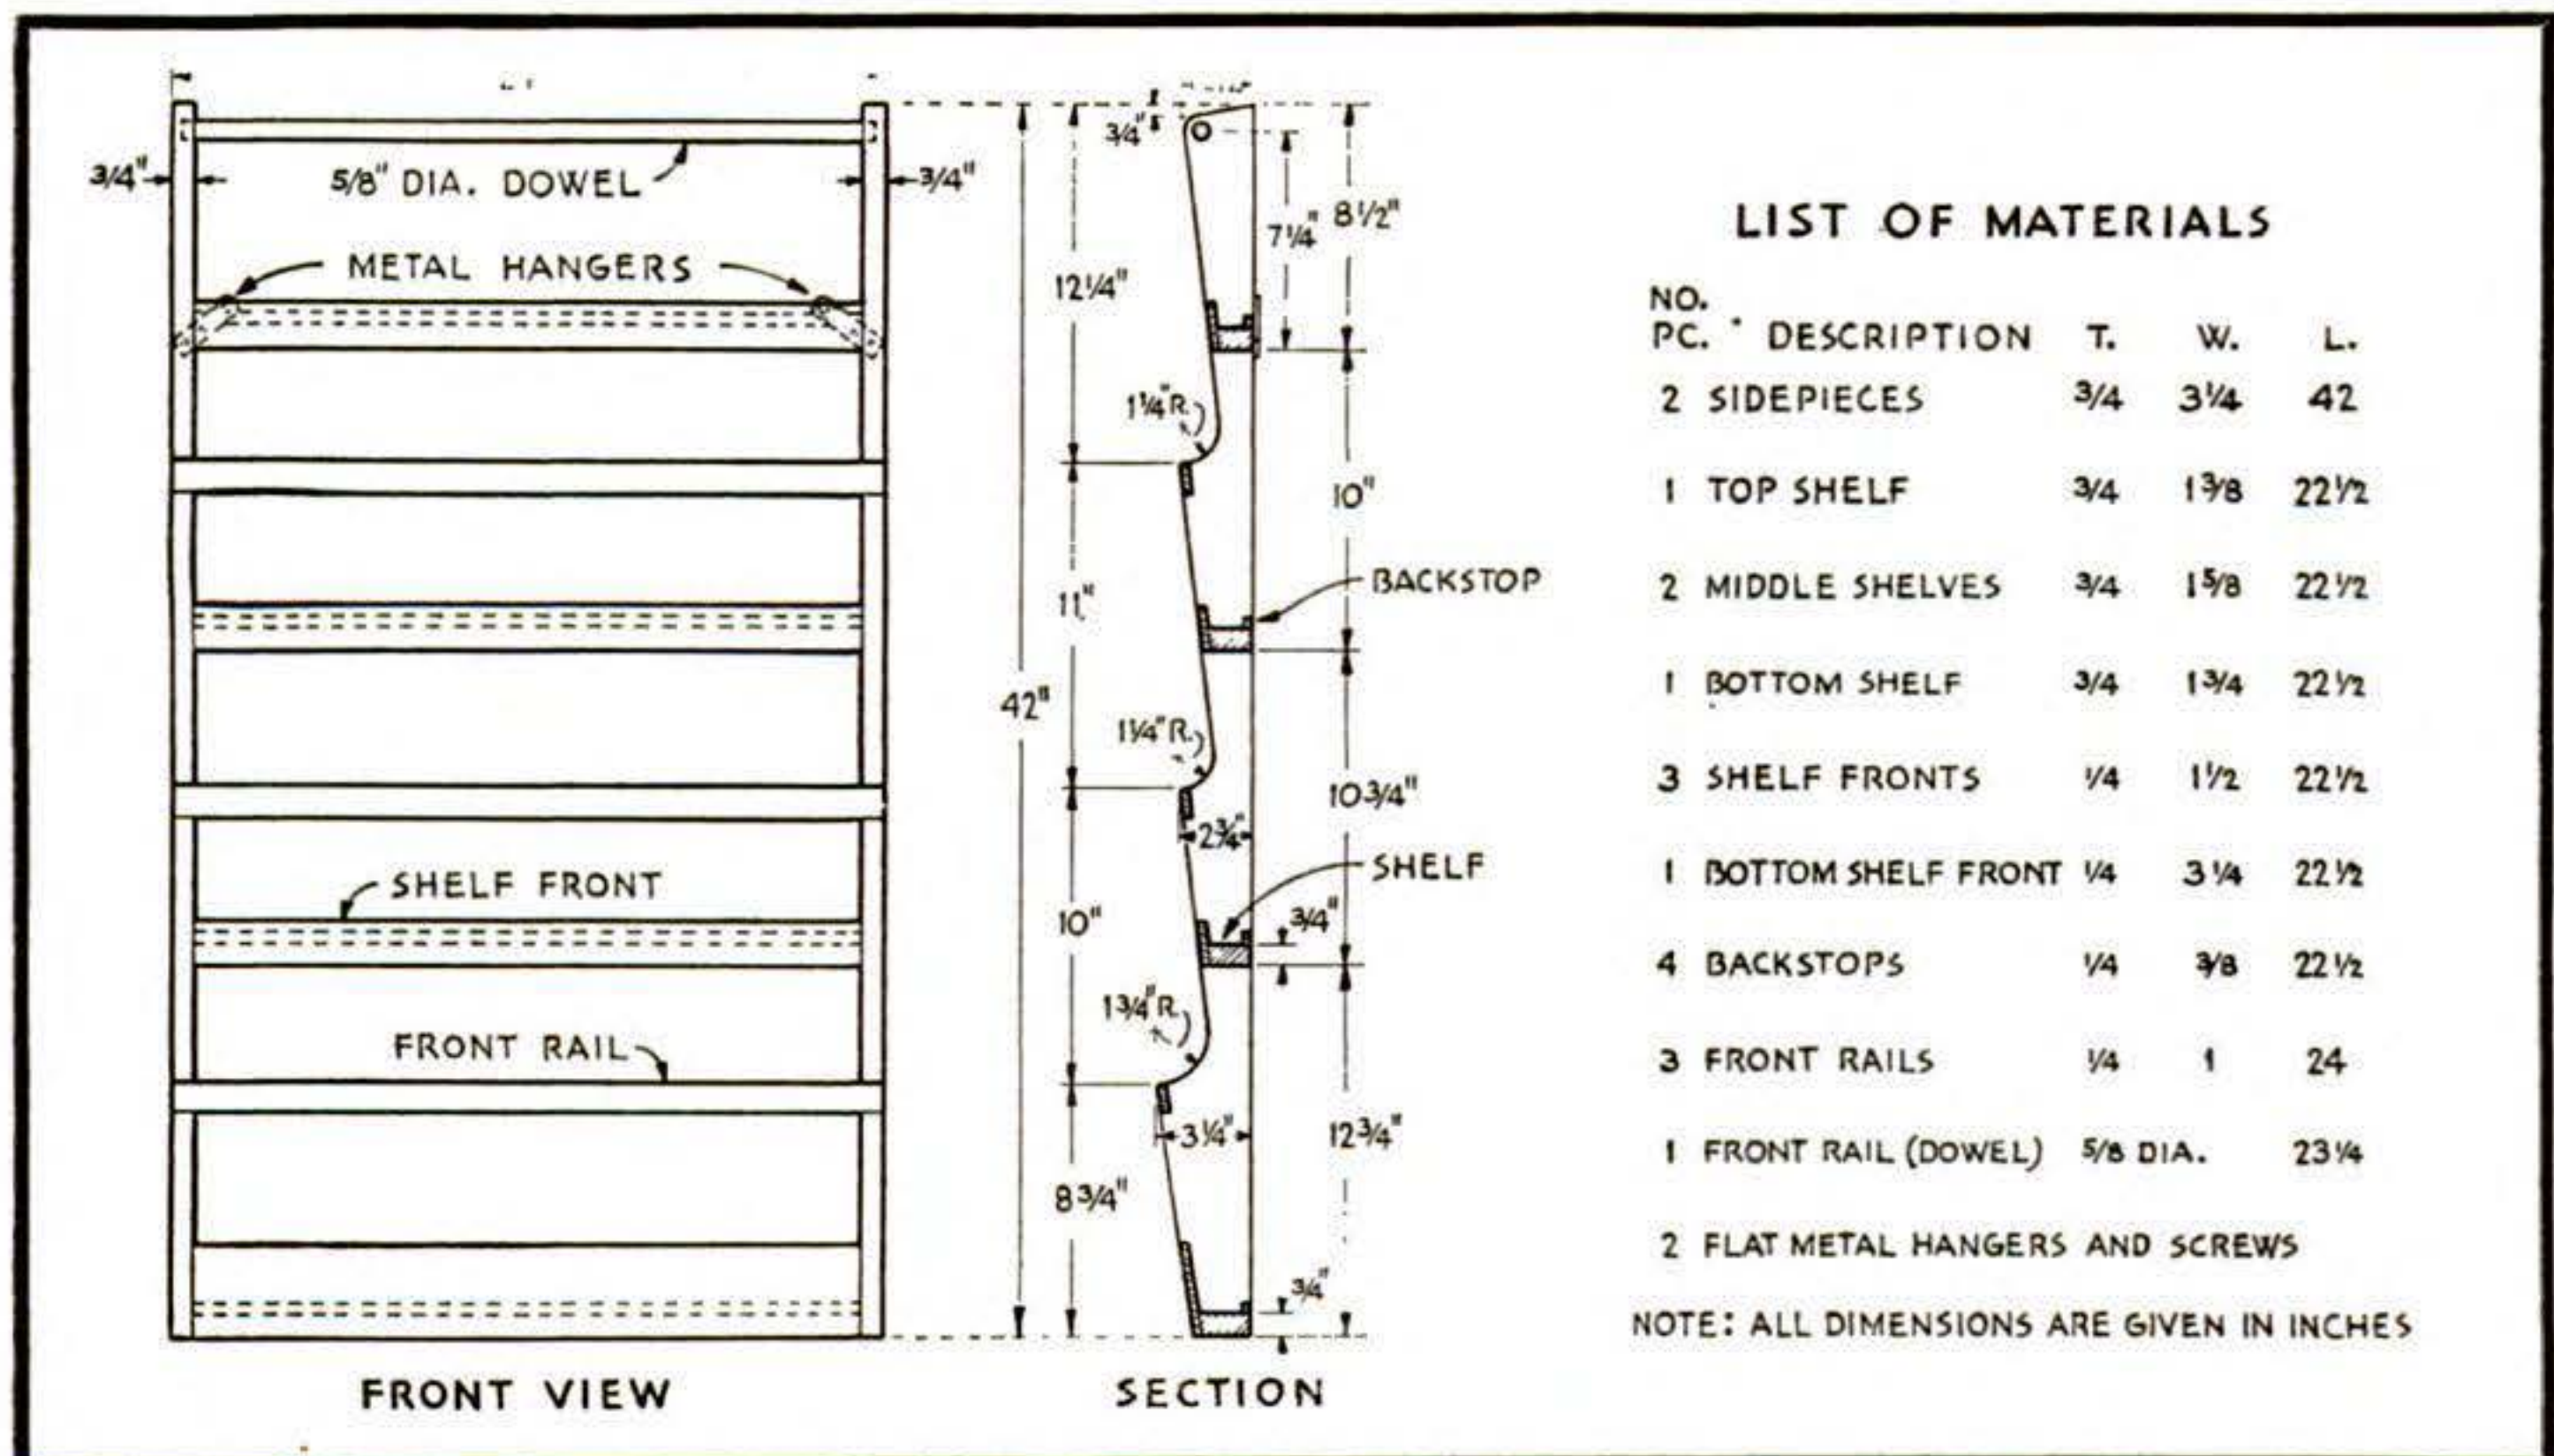 3/4"
5/8" DIA. DOWEL
3/4"
METAL HANGERS
SHELF FRONT
FRONT RAIL
FRONT VIEW
3/4"
12 1/4"
7 1/4"
8 1/2"
1 1/4" R.
10"
11"
BACKSTOP
42"
1 1/4" R.
10 3/4"
2 3/4"
SHELF
3/4"
10"
1 3/4" R.
3 1/4"
12 3/4"
8 3/4"
3/4"
SECTION
LIST OF MATERIALS
NO.
PC. DESCRIPTION T. W. L.
2 SIDEPIECES 3/4 3 1/4 42
1 TOP SHELF 3/4 1 3/8 22 1/2
2 MIDDLE SHELVES 3/4 1 5/8 22 1/2
1 BOTTOM SHELF 3/4 1 3/4 22 1/2
3 SHELF FRONTS 1/4 1 1/2 22 1/2
1 BOTTOM SHELF FRONT 1/4 3 1/4 22 1/2
4 BACKSTOPS 1/4 3/8 22 1/2
3 FRONT RAILS 1/4 1 24
1 FRONT RAIL (DOWEL) 5/8 DIA. 23 1/4
2 FLAT METAL HANGERS AND SCREWS
NOTE: ALL DIMENSIONS ARE GIVEN IN INCHES